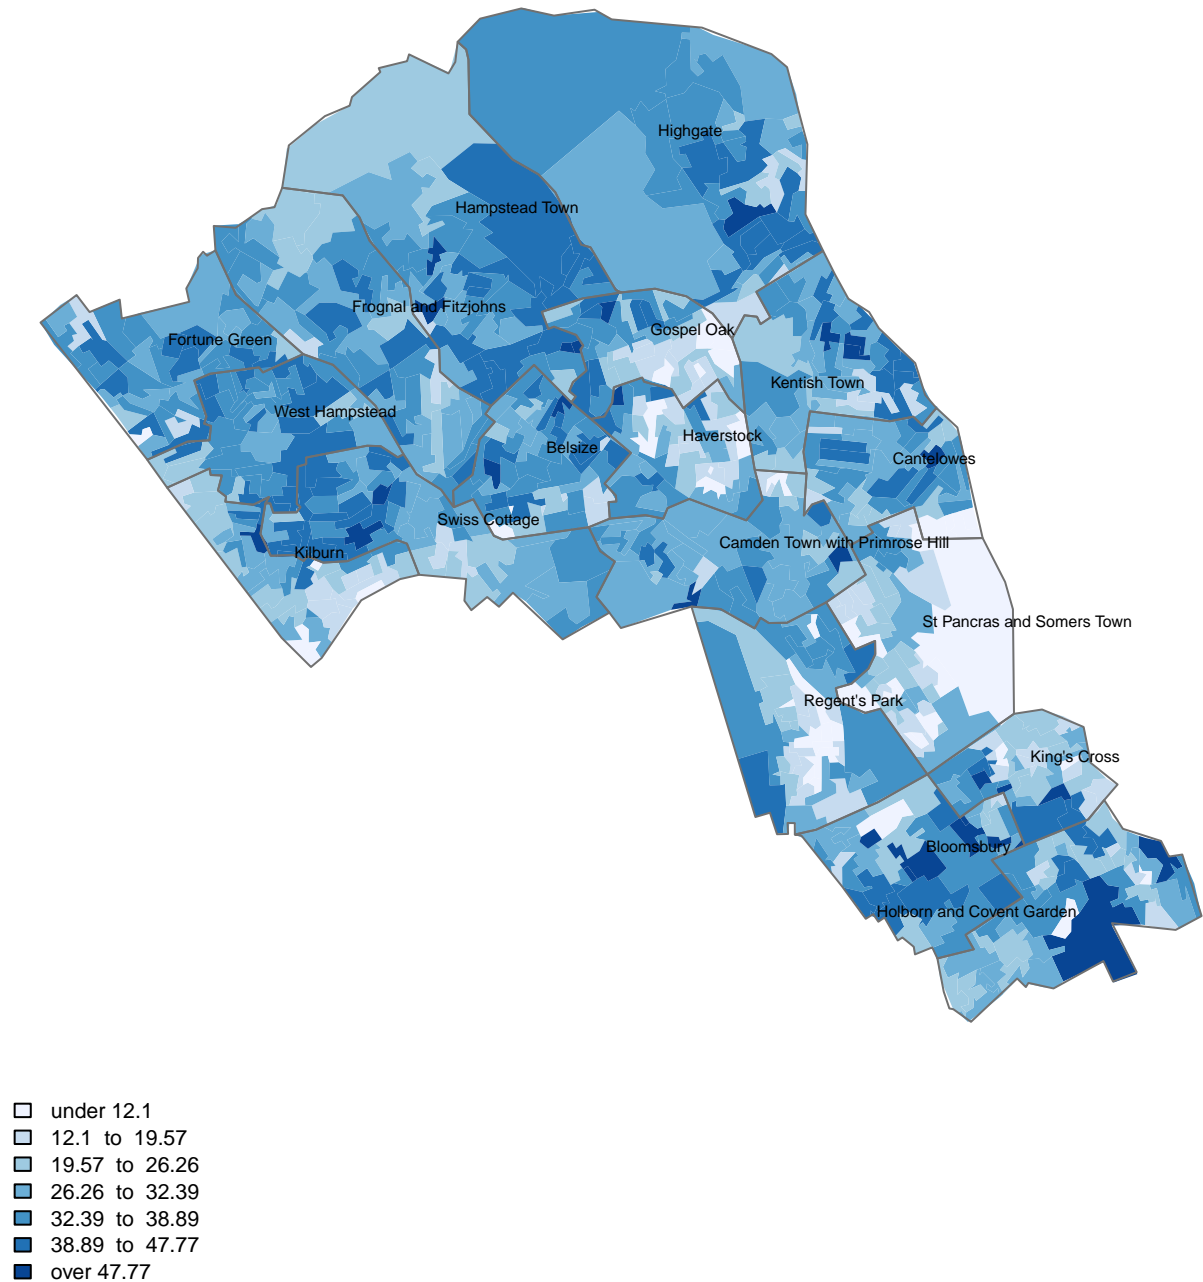 Highgate
Hampstead Town
Frognal and Fitzjohns
Gospel Oak
Fortune Green
Kentish Town
West Hampstead
Haverstock
Belsize
Cantelowes
Swiss Cottage
Camden Town with Primrose Hill
Kilburn
St Pancras and Somers Town
Regent's Park
King's Cross
Bloomsbury
Holborn and Covent Garden
under 12.1
12.1 to 19.57
19.57 to 26.26
26.26 to 32.39
32.39 to 38.89
38.89 to 47.77
over 47.77